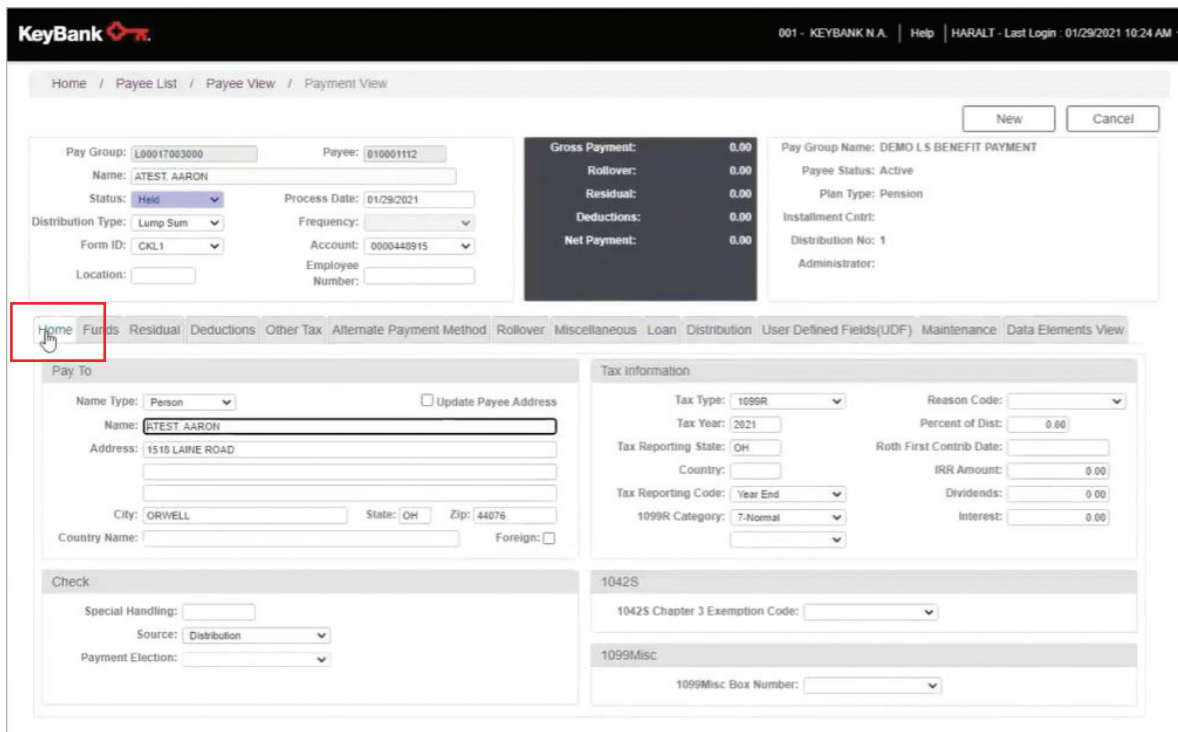 KeyBank
001 - KEYBANK N.A. | Help | HARALT - Last Login : 01/29/2021 10:24 AM
Home / Payee List / Payee View / Payment View
New Cancel
Pay Group: L00017003000 Payee: 010001112
Name: ATEST. AARON
Status: Held Process Date: 01/29/2021
Distribution Type: Lump Sum Frequency:
Form ID: CKL1 Account: 0000448915
Location: Employee Number:
Gross Payment: 0.00
Rollover: 0.00
Residual: 0.00
Deductions: 0.00
Net Payment: 0.00
Pay Group Name: DEMO LS BENEFIT PAYMENT
Payee Status: Active
Plan Type: Pension
Installment Cntrl:
Distribution No: 1
Administrator:
Home Funds Residual Deductions Other Tax Alternate Payment Method Rollover Miscellaneous Loan Distribution User Defined Fields(UDF) Maintenance Data Elements View
Pay To
Name Type: Person Update Payee Address
Name: ATEST. AARON
Address: 1518 LAINE ROAD
City: ORWELL State: OH Zip: 44076
Country Name: Foreign:
Tax Information
Tax Type: 1099R Reason Code:
Tax Year: 2021 Percent of Dist: 0.00
Tax Reporting State: OH Roth First Contrib Date:
Country: IRR Amount: 0.00
Tax Reporting Code: Year End Dividends: 0.00
1099R Category: 7-Normal Interest: 0.00
Check
Special Handling:
Source: Distribution
Payment Election:
1042S
1042S Chapter 3 Exemption Code:
1099Misc
1099Misc Box Number: